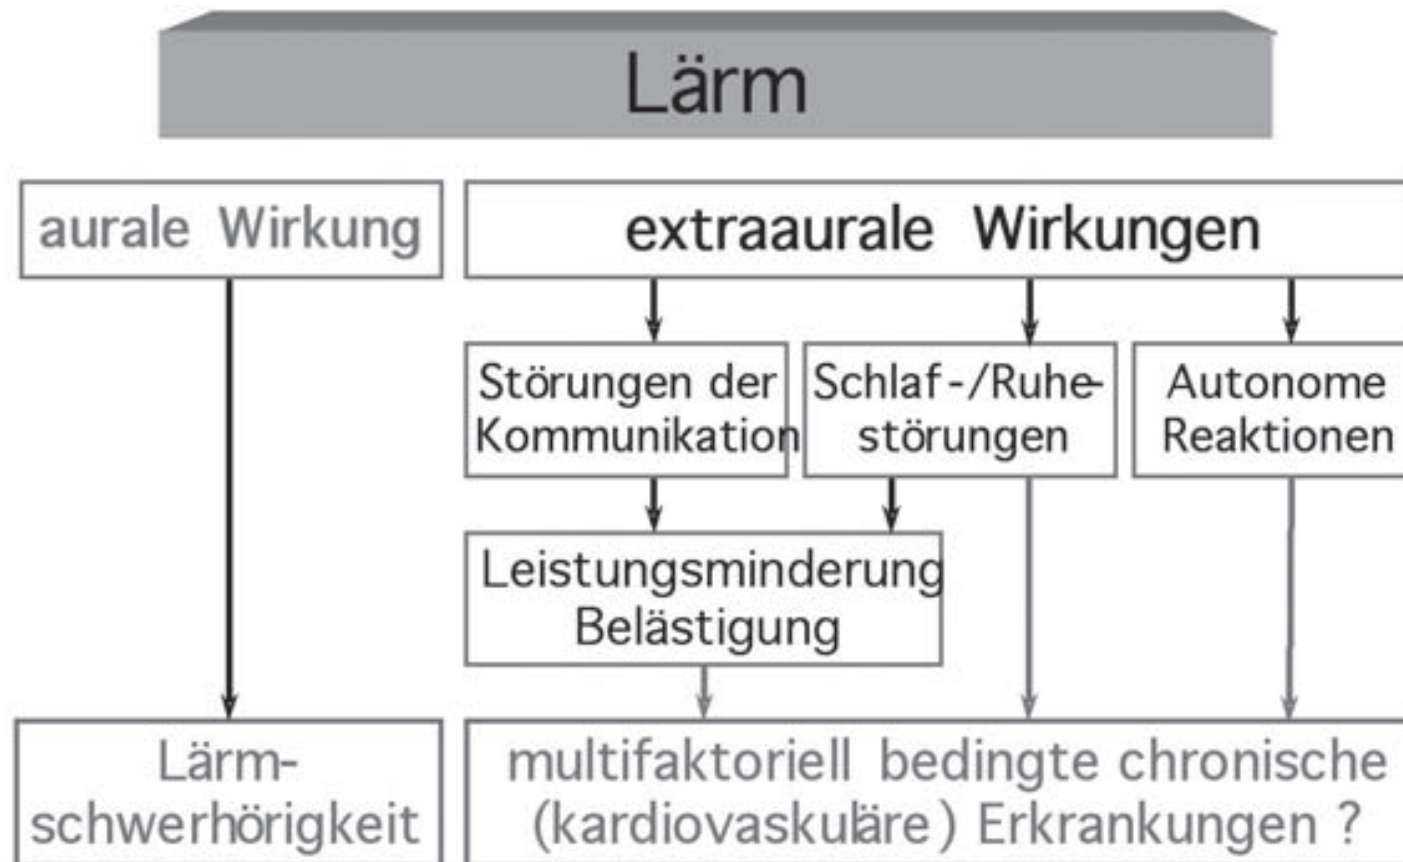 Lärm
aurale Wirkung
extraaurale Wirkungen
Störungen der
Kommunikation
Schlaf-/Ruhe-
störungen
Autonome
Reaktionen
Leistungsminderung
Belästigung
Lärm-
schwerhörigkeit
multifaktoriell bedingte chronische
(kardiovaskuläre) Erkrankungen ?